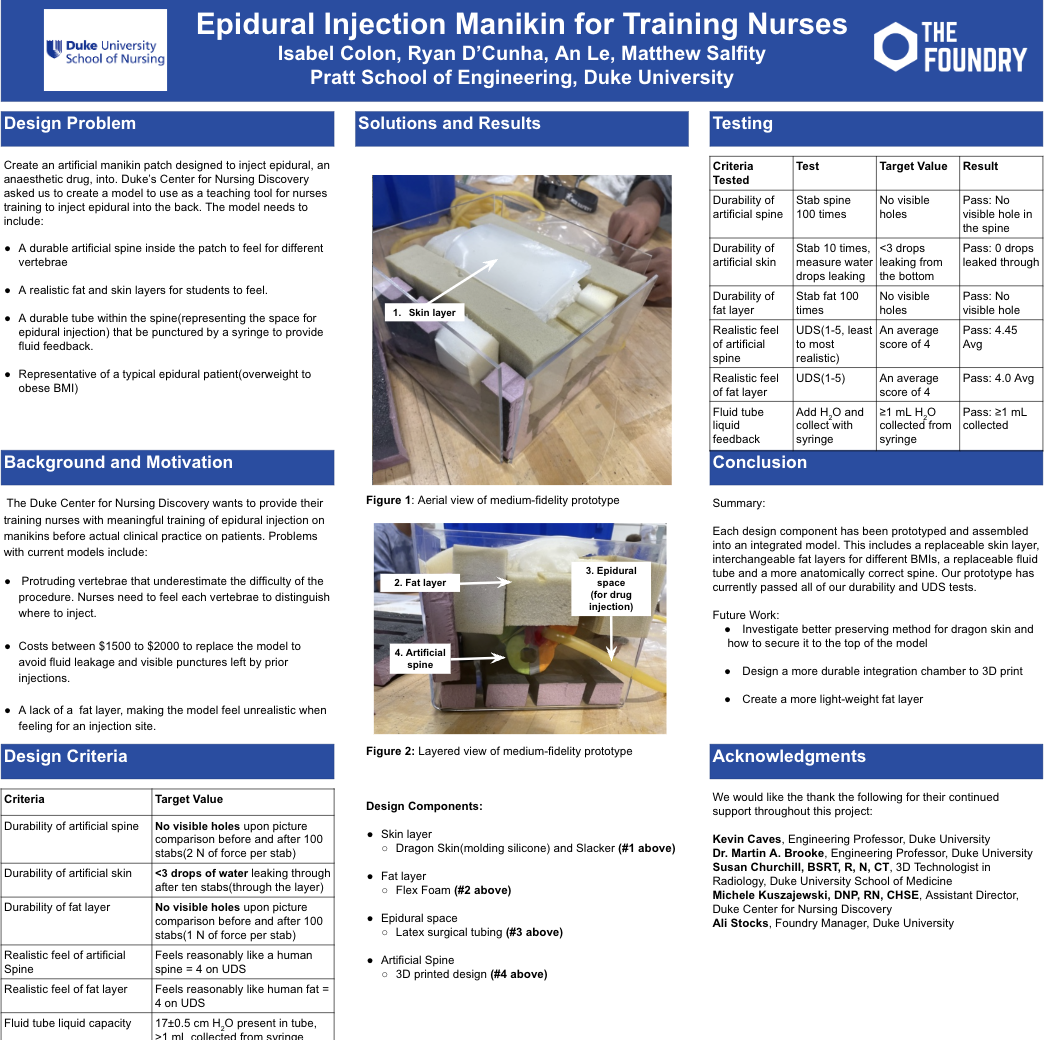 Duke University
School of Nursing
Epidural Injection Manikin for Training Nurses
Isabel Colon, Ryan D’Cunha, An Le, Matthew Salfity
Pratt School of Engineering, Duke University
THE
FOUNDRY
Design Problem
Create an artificial manikin patch designed to inject epidural, an
anaesthetic drug, into. Duke’s Center for Nursing Discovery
asked us to create a model to use as a teaching tool for nurses
training to inject epidural into the back. The model needs to
include:
● A durable artificial spine inside the patch to feel for different
vertebrae
● A realistic fat and skin layers for students to feel.
● A durable tube within the spine(representing the space for
epidural injection) that be punctured by a syringe to provide
fluid feedback.
● Representative of a typical epidural patient(overweight to
obese BMI)
Background and Motivation
The Duke Center for Nursing Discovery wants to provide their
training nurses with meaningful training of epidural injection on
manikins before actual clinical practice on patients. Problems
with current models include:
● Protruding vertebrae that underestimate the difficulty of the
procedure. Nurses need to feel each vertebrae to distinguish
where to inject.
● Costs between $1500 to $2000 to replace the model to
avoid fluid leakage and visible punctures left by prior
injections.
● A lack of a fat layer, making the model feel unrealistic when
feeling for an injection site.
Design Criteria
Criteria Target Value
Durability of artificial spine No visible holes upon picture
comparison before and after 100
stabs(2 N of force per stab)
Durability of artificial skin <3 drops of water leaking through
after ten stabs(through the layer)
Durability of fat layer No visible holes upon picture
comparison before and after 100
stabs(1 N of force per stab)
Realistic feel of artificial Feels reasonably like a human
Spine spine = 4 on UDS
Realistic feel of fat layer Feels reasonably like human fat =
4 on UDS
Fluid tube liquid capacity 17±0.5 cm H2O present in tube,
≥1 mL collected from syringe
Solutions and Results
1. Skin layer
Figure 1: Aerial view of medium-fidelity prototype
2. Fat layer
3. Epidural
space
(for drug
injection)
4. Artificial
spine
Figure 2: Layered view of medium-fidelity prototype
Design Components:
● Skin layer
○ Dragon Skin(molding silicone) and Slacker (#1 above)
● Fat layer
○ Flex Foam (#2 above)
● Epidural space
○ Latex surgical tubing (#3 above)
● Artificial Spine
○ 3D printed design (#4 above)
Testing
Criteria Test Target Value Result
Tested
Durability of Stab spine No visible Pass: No
artificial spine 100 times holes visible hole in
the spine
Durability of Stab 10 times, <3 drops Pass: 0 drops
artificial skin measure water leaking from leaked through
drops leaking the bottom
Durability of Stab fat 100 No visible Pass: No
fat layer times holes visible hole
Realistic feel UDS(1-5, least An average Pass: 4.45
of artificial to most score of 4 Avg
spine realistic)
Realistic feel UDS(1-5) An average Pass: 4.0 Avg
of fat layer score of 4
Fluid tube Add H2O and ≥1 mL H2O Pass: ≥1 mL
liquid collect with collected from collected
feedback syringe syringe
Conclusion
Summary:
Each design component has been prototyped and assembled
into an integrated model. This includes a replaceable skin layer,
interchangeable fat layers for different BMIs, a replaceable fluid
tube and a more anatomically correct spine. Our prototype has
currently passed all of our durability and UDS tests.
Future Work:
● Investigate better preserving method for dragon skin and
how to secure it to the top of the model
● Design a more durable integration chamber to 3D print
● Create a more light-weight fat layer
Acknowledgments
We would like the thank the following for their continued
support throughout this project:
Kevin Caves, Engineering Professor, Duke University
Dr. Martin A. Brooke, Engineering Professor, Duke University
Susan Churchill, BSRT, R, N, CT, 3D Technologist in
Radiology, Duke University School of Medicine
Michele Kuszajewski, DNP, RN, CHSE, Assistant Director,
Duke Center for Nursing Discovery
Ali Stocks, Foundry Manager, Duke University